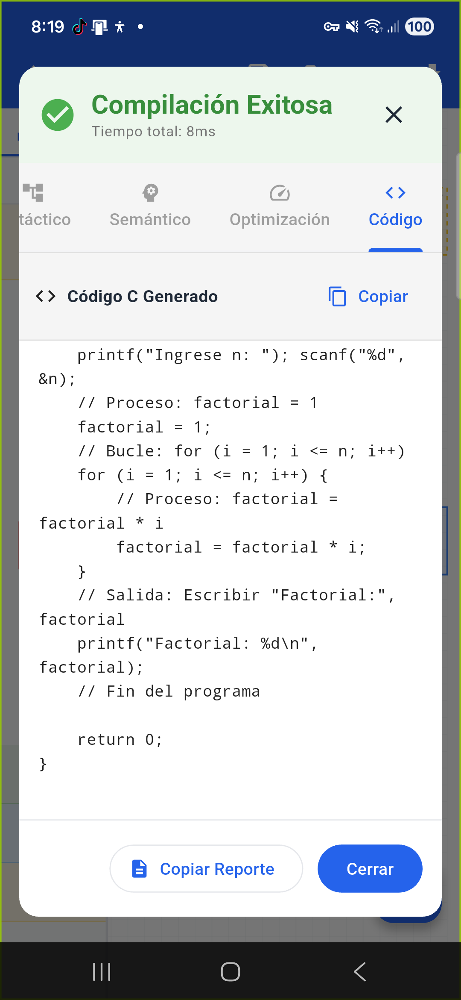 8:19
100
Compilación Exitosa
Tiempo total: 8ms
táctico
Semántico
Optimización
Código
Código C Generado
Copiar
    printf("Ingrese n: "); scanf("%d",
&n);
    // Proceso: factorial = 1
    factorial = 1;
    // Bucle: for (i = 1; i <= n; i++)
    for (i = 1; i <= n; i++) {
        // Proceso: factorial =
factorial * i
        factorial = factorial * i;
    }
    // Salida: Escribir "Factorial:",
factorial
    printf("Factorial: %d\n",
factorial);
    // Fin del programa
    return 0;
}
Copiar Reporte
Cerrar